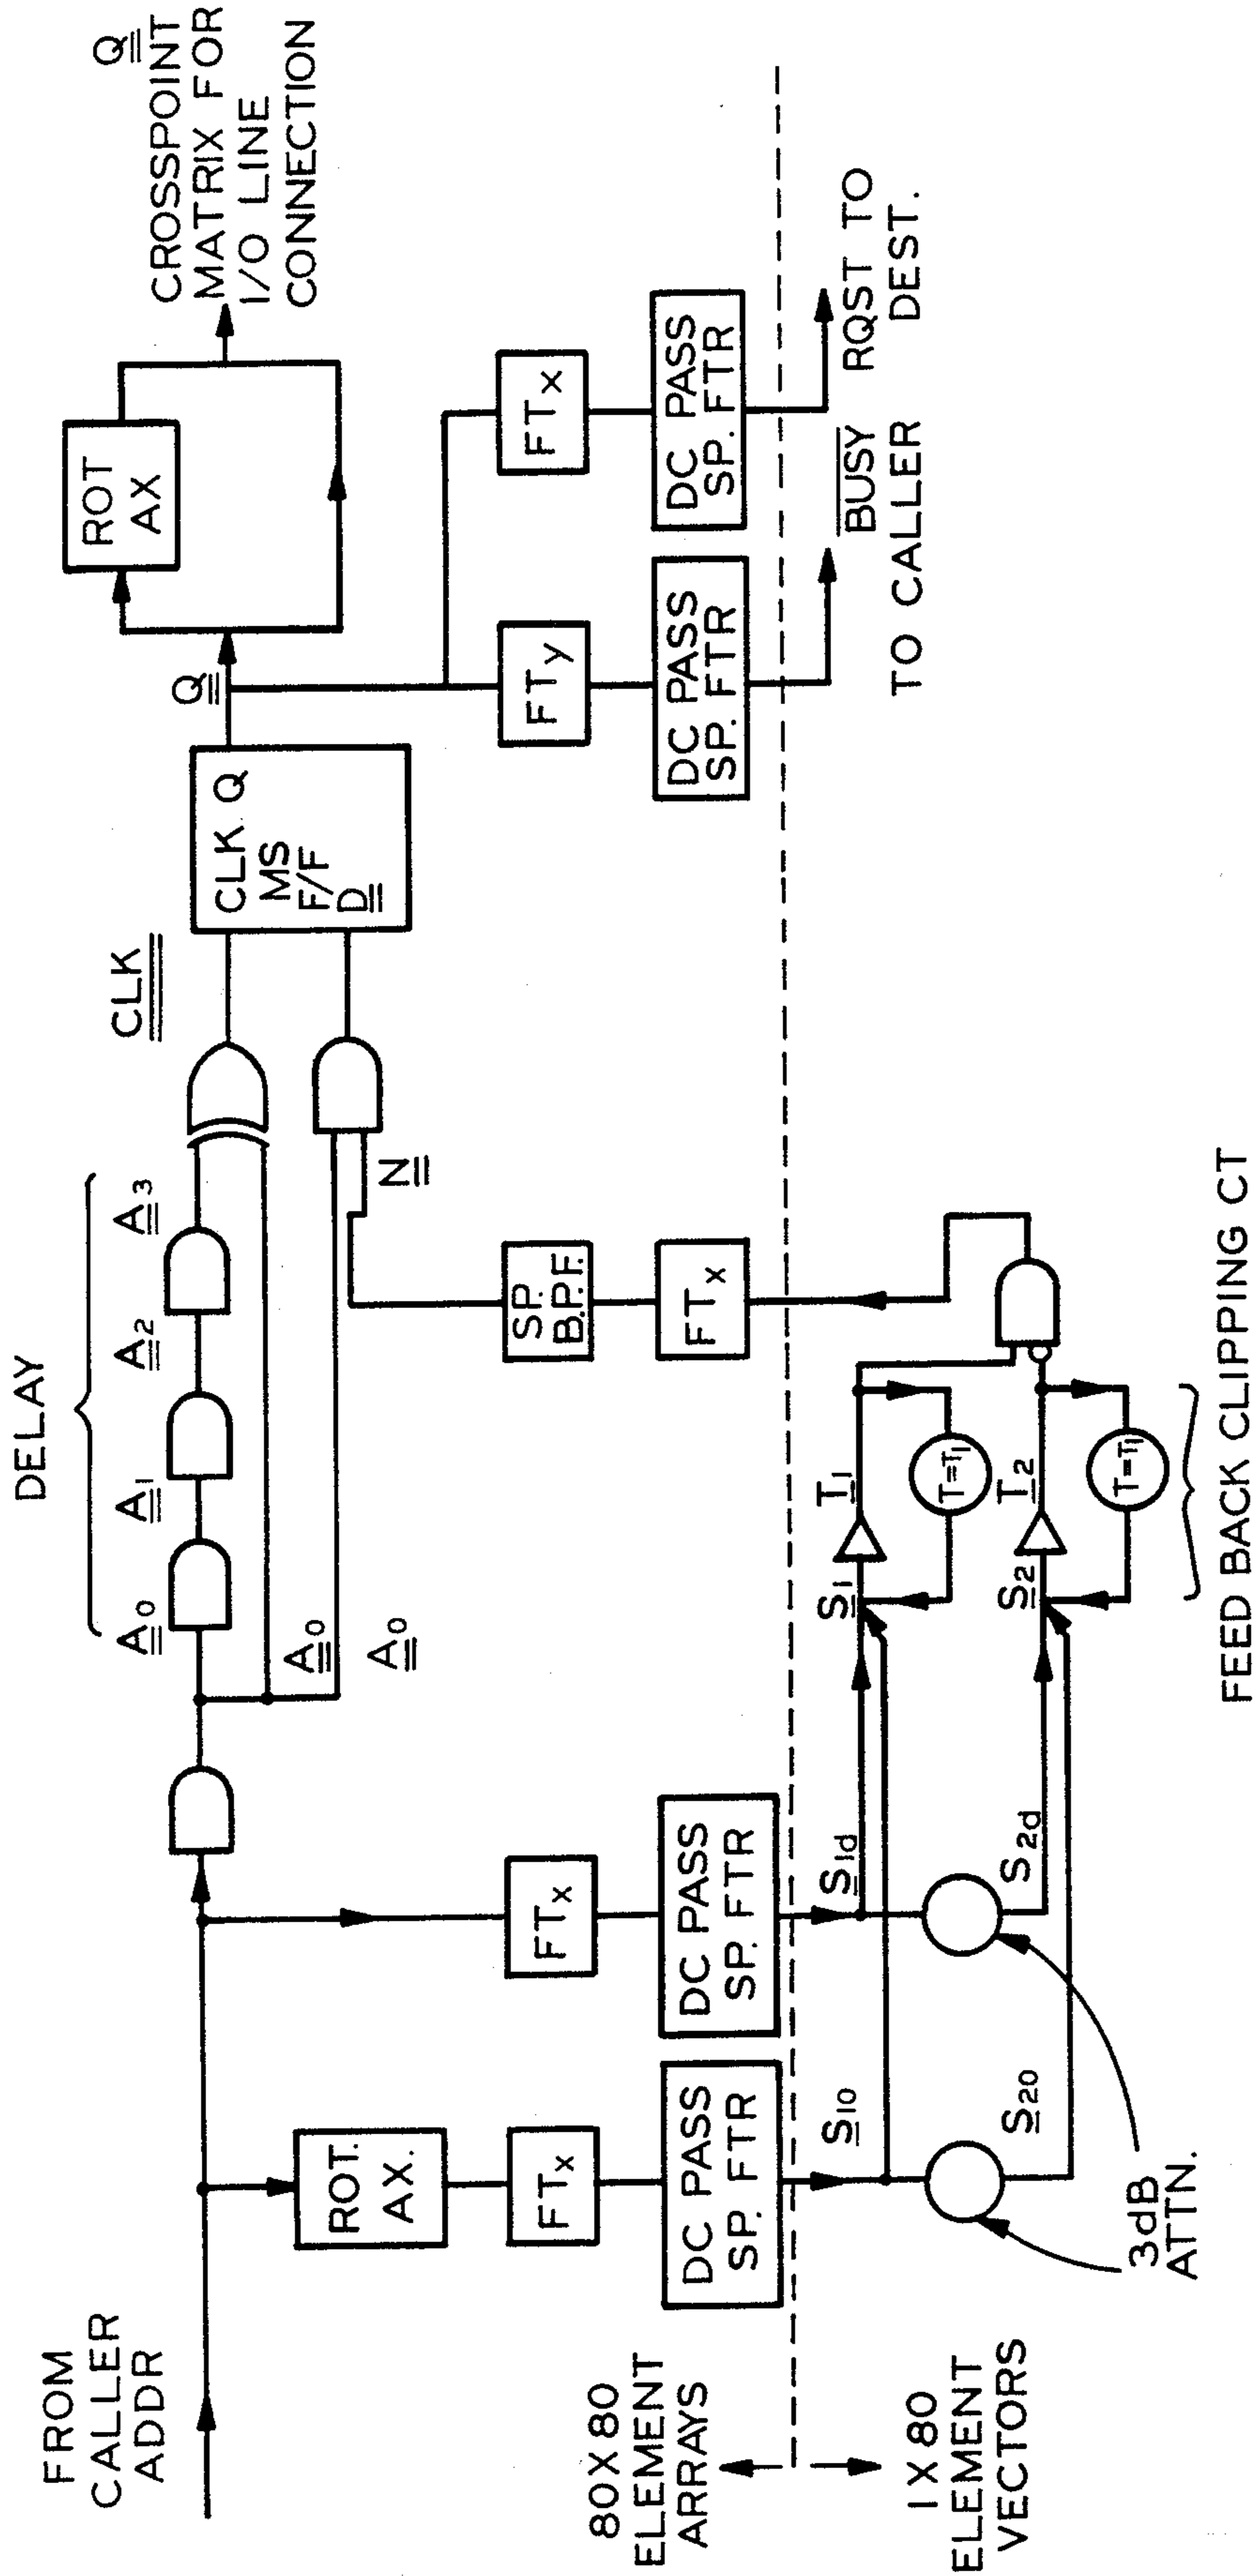 FROM
CALLER
ADDR
ROT.
AX.
FTx
DC PASS
SP. FTR
FTx
DC PASS
SP. FTR
DELAY
A0
A1
A2
A3
A0
A0
CLK
N
CLK Q
MS
F/F
D
Q
ROT
AX
Q
CROSSPOINT
MATRIX FOR
I/O LINE
CONNECTION
SP.
B.P.F.
FTx
FTy
DC PASS
SP. FTR
FTx
DC PASS
SP. FTR
BUSY
TO CALLER
RQST TO
DEST.
80X80
ELEMENT
ARRAYS
1X80
ELEMENT
VECTORS
S10
S1d
S20
S2d
3dB
ATTN.
S1
T1
T=T1
S2
T2
T=T1
FEED BACK CLIPPING CT